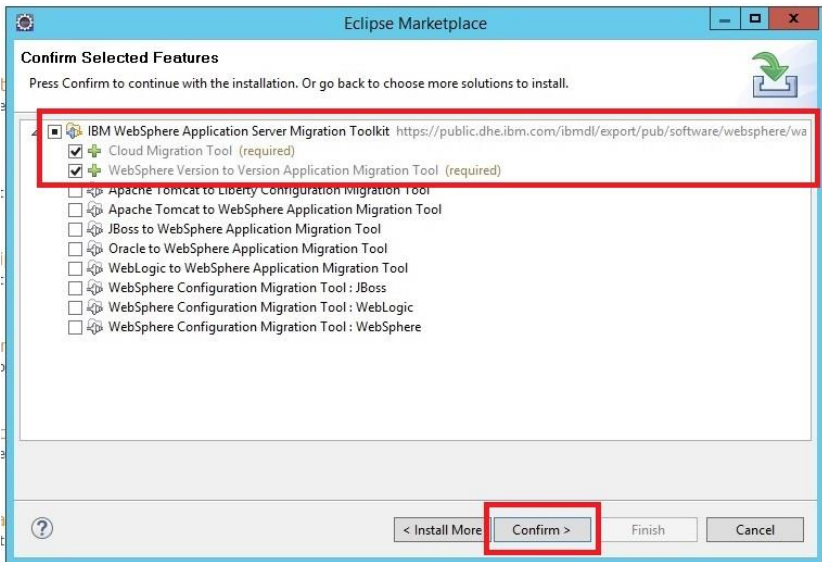 Eclipse Marketplace
Confirm Selected Features
Press Confirm to continue with the installation. Or go back to choose more solutions to install.
IBM WebSphere Application Server Migration Toolkit https://public.dhe.ibm.com/ibmdl/export/pub/software/websphere/wa
Cloud Migration Tool (required)
WebSphere Version to Version Application Migration Tool (required)
Apache Tomcat to Liberty Configuration Migration Tool
Apache Tomcat to WebSphere Application Migration Tool
JBoss to WebSphere Application Migration Tool
Oracle to WebSphere Application Migration Tool
WebLogic to WebSphere Application Migration Tool
WebSphere Configuration Migration Tool : JBoss
WebSphere Configuration Migration Tool : WebLogic
WebSphere Configuration Migration Tool : WebSphere
< Install More Confirm > Finish Cancel